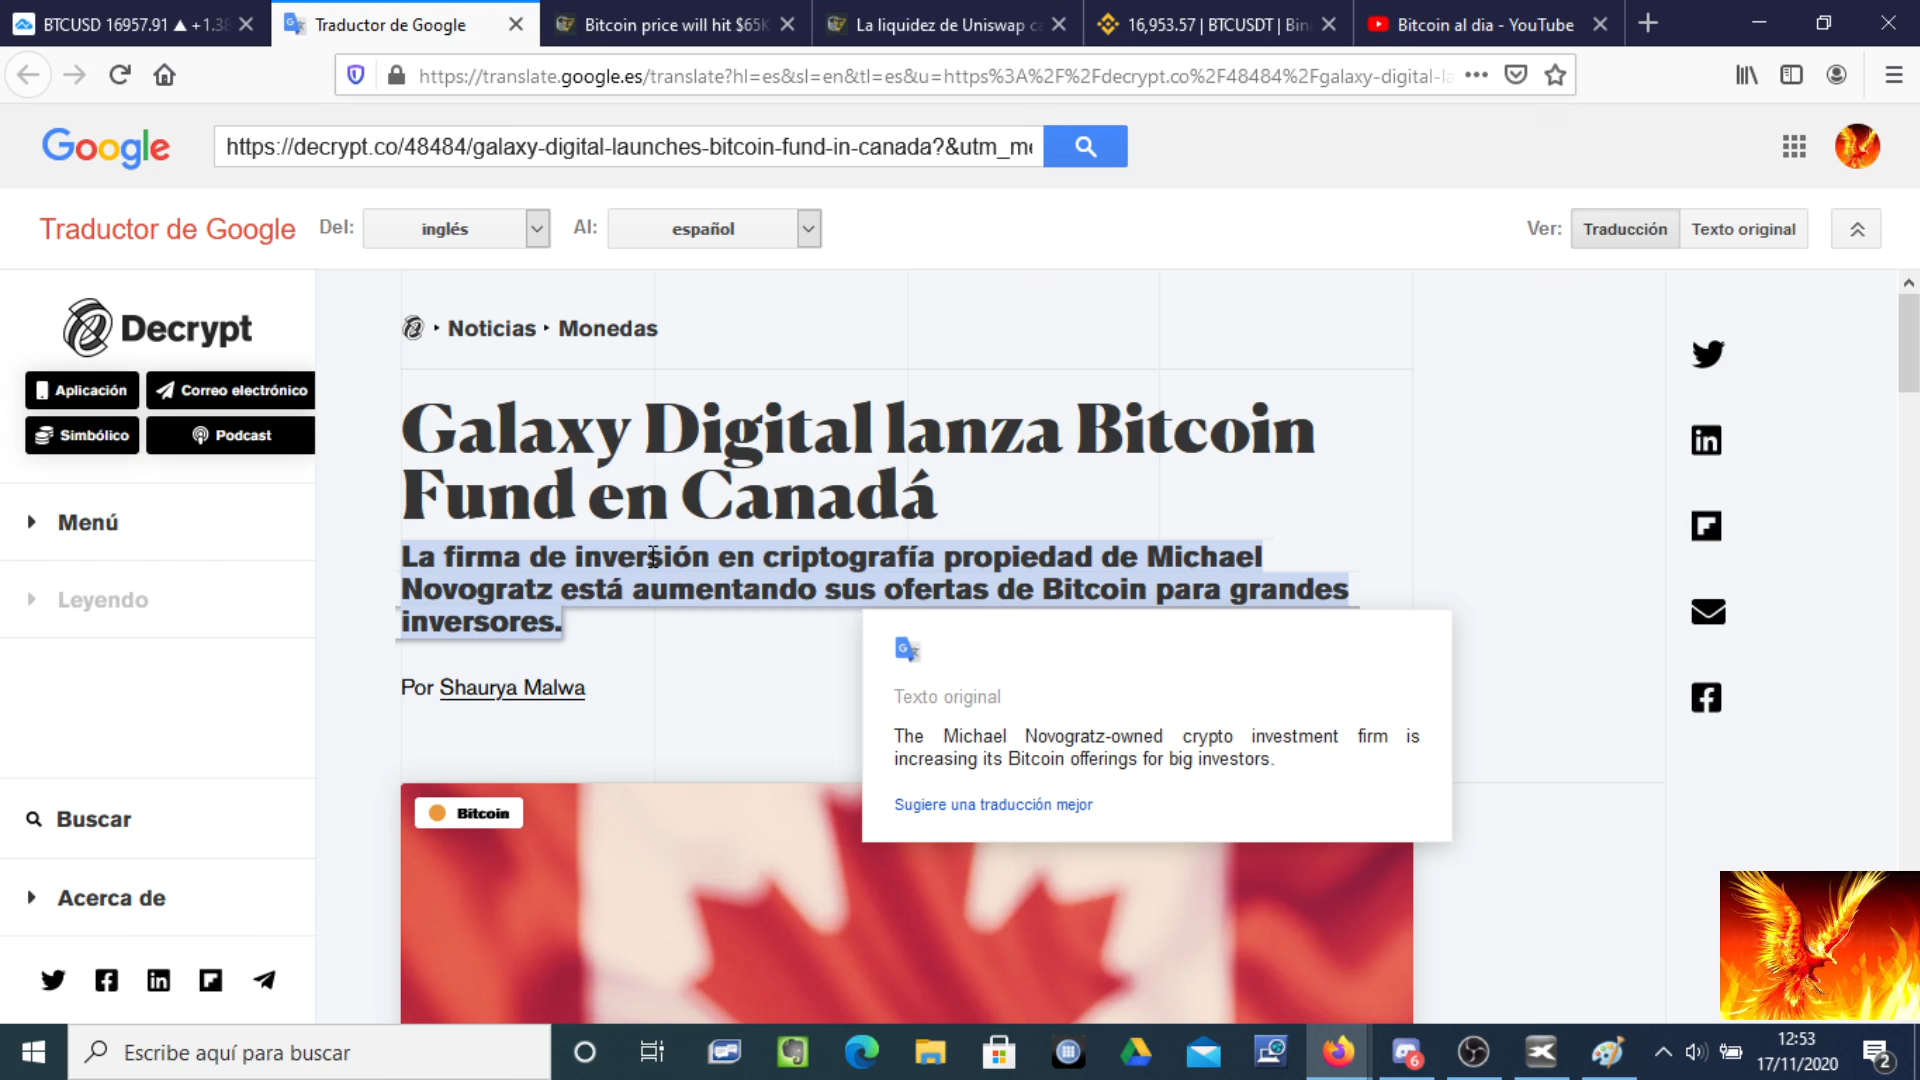 BTCUSD 16957.91 ▲ +1.38
Traductor de Google
Bitcoin price will hit $65K
La liquidez de Uniswap ca
16,953.57 | BTCUSDT | Bin
Bitcoin al dia - YouTube
https://translate.google.es/translate?hl=es&sl=en&tl=es&u=https%3A%2F%2Fdecrypt.co%2F48484%2Fgalaxy-digital-la
Google
https://decrypt.co/48484/galaxy-digital-launches-bitcoin-fund-in-canada?&utm_me
Traductor de Google
Del: inglés Al: español
Ver: Traducción Texto original
Decrypt
Aplicación
Correo electrónico
Simbólico
Podcast
Menú
Leyendo
Buscar
Acerca de
Noticias
Monedas
Galaxy Digital lanza Bitcoin
Fund en Canadá
La firma de inversión en criptografía propiedad de Michael
Novogratz está aumentando sus ofertas de Bitcoin para grandes
inversores.
Por Shaurya Malwa
Texto original
The Michael Novogratz-owned crypto investment firm is
increasing its Bitcoin offerings for big investors.
Sugiere una traducción mejor
Bitcoin
Escribe aquí para buscar
6
12:53
17/11/2020
2